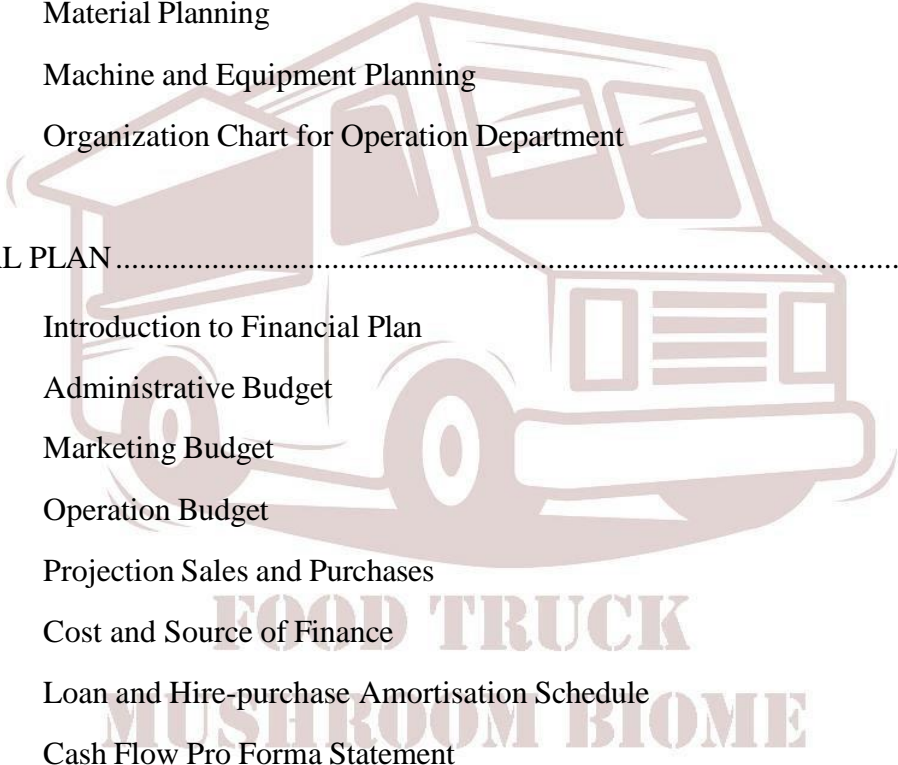 Material Planning
Machine and Equipment Planning
Organization Chart for Operation Department
AL PLAN ........................................................................................................
Introduction to Financial Plan
Administrative Budget
Marketing Budget
Operation Budget
Projection Sales and Purchases
FOOD TRUCK
Cost and Source of Finance
Loan and Hire-purchase Amortisation Schedule
MUSHROOM BIOME
Cash Flow Pro Forma Statement